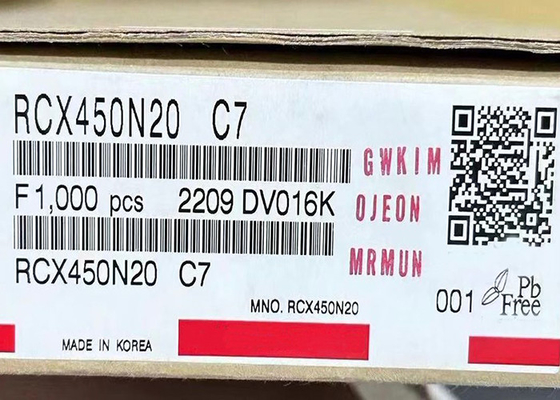 RCX450N20 C7
GWKIM
F 1,000 pcs 2209 DV016K
OJEON
MRMUN
RCX450N20 C7
MNO. RCX450N20
001
Pb
Free
MADE IN KOREA